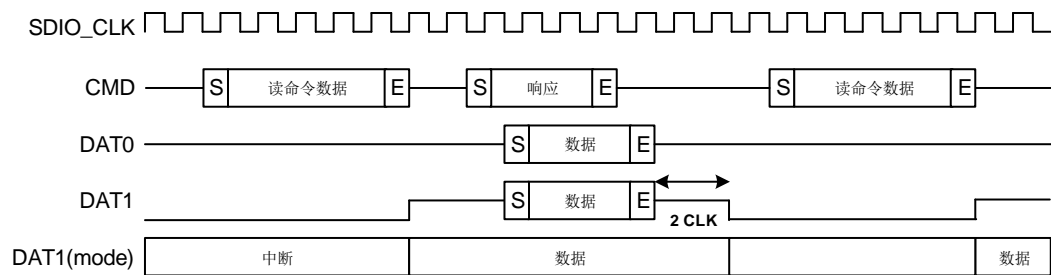 SDIO_CLK
CMD S 读命令数据 E S 响应 E S 读命令数据 E
DAT0 S 数据 E
DAT1 S 数据 E
2 CLK
DAT1(mode) 中断 数据 数据